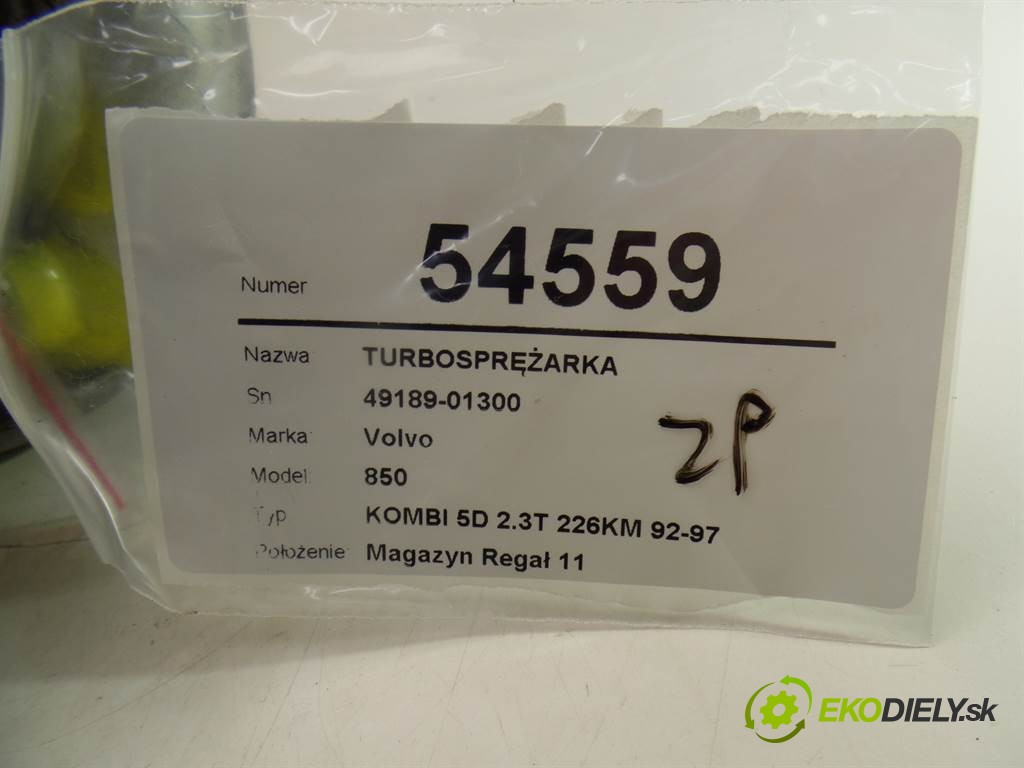 Numer 54559
Nazwa TURBOSPRĘŻARKA
Sn 49189-01300
Marka Volvo
Model 850
Typ KOMBI 5D 2.3T 226KM 92-97
Położenie: Magazyn Regał 11
ZP
EKODIELY.sk